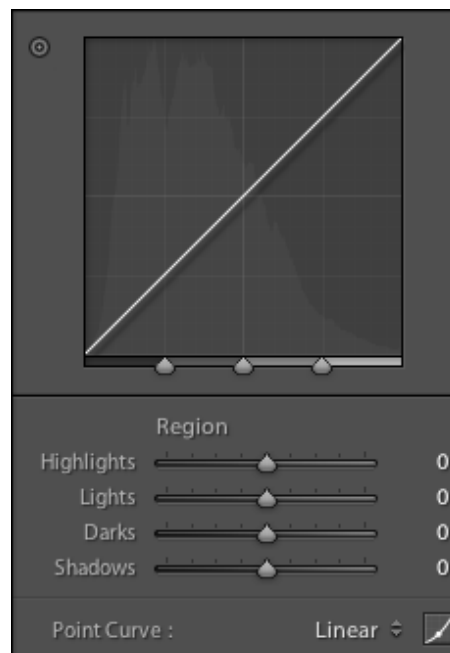 Region
Highlights 0
Lights 0
Darks 0
Shadows 0
Point Curve : Linear